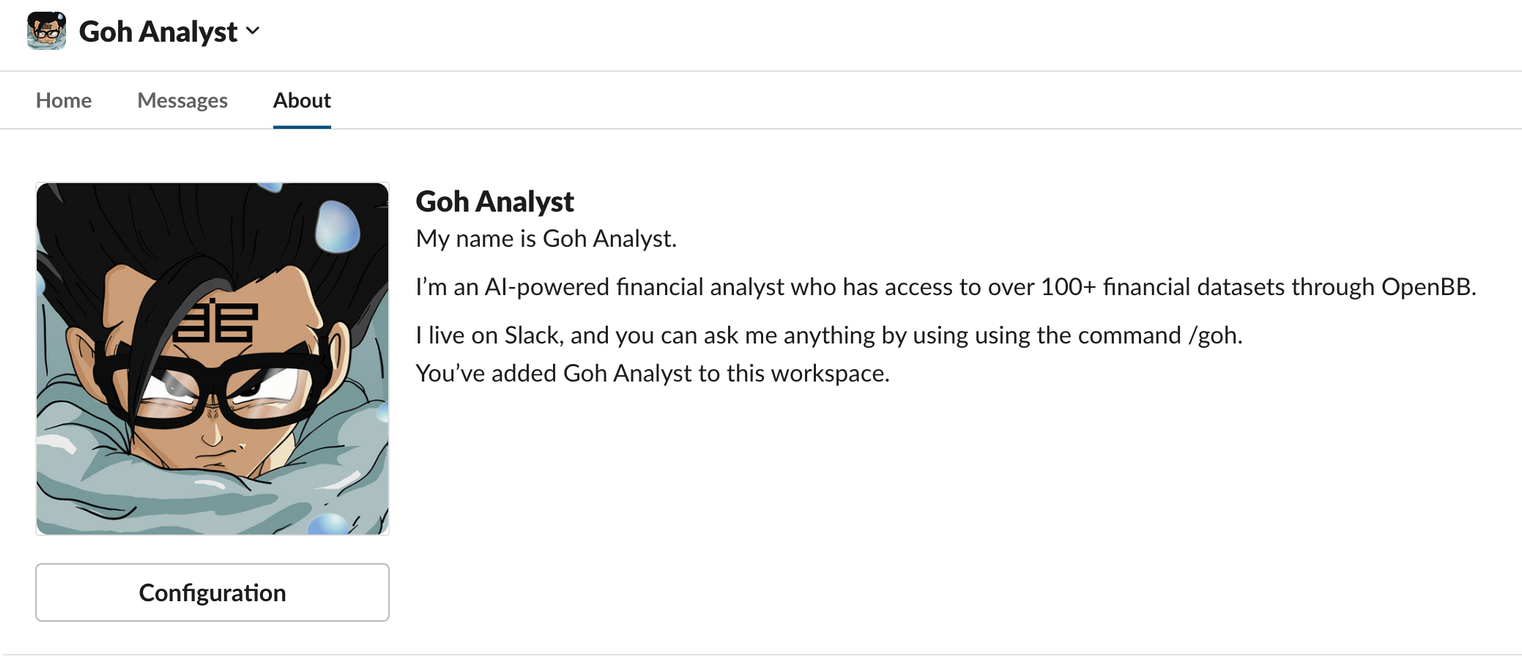 Goh Analyst
Home Messages About
Goh Analyst
My name is Goh Analyst.
I'm an AI-powered financial analyst who has access to over 100+ financial datasets through OpenBB.
I live on Slack, and you can ask me anything by using using the command /goh.
You've added Goh Analyst to this workspace.
Configuration